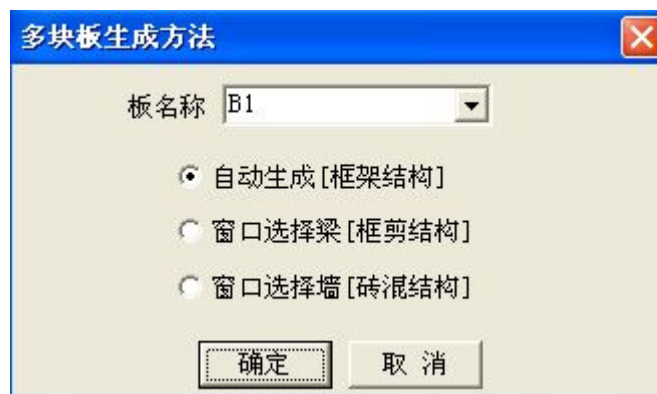 多块板生成方法
板名称 B1
自动生成[框架结构]
窗口选择梁[框剪结构]
窗口选择墙[砖混结构]
确定 取 消